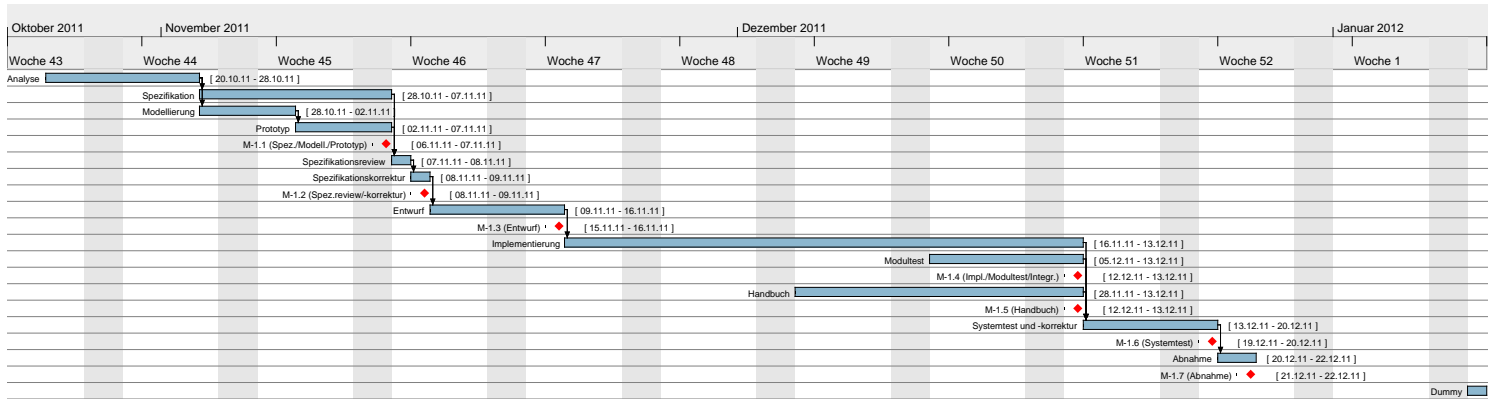 Oktober 2011 November 2011 Dezember 2011 Januar 2012
Woche 43 Woche 44 Woche 45 Woche 46 Woche 47 Woche 48 Woche 49 Woche 50 Woche 51 Woche 52 Woche 1
Analyse [ 20.10.11 - 28.10.11 ]
Spezifikation [ 28.10.11 - 07.11.11 ]
Modellierung [ 28.10.11 - 02.11.11 ]
Prototyp [ 02.11.11 - 07.11.11 ]
M-1.1 (Spez./Modell./Prototyp) [ 06.11.11 - 07.11.11 ]
Spezifikationsreview [ 07.11.11 - 08.11.11 ]
Spezifikationskorrektur [ 08.11.11 - 09.11.11 ]
M-1.2 (Spez.review/-korrektur) [ 08.11.11 - 09.11.11 ]
Entwurf [ 09.11.11 - 16.11.11 ]
M-1.3 (Entwurf) [ 15.11.11 - 16.11.11 ]
Implementierung [ 16.11.11 - 13.12.11 ]
Modultest [ 05.12.11 - 13.12.11 ]
M-1.4 (Impl./Modultest/Integr.) [ 12.12.11 - 13.12.11 ]
Handbuch [ 28.11.11 - 13.12.11 ]
M-1.5 (Handbuch) [ 12.12.11 - 13.12.11 ]
Systemtest und -korrektur [ 13.12.11 - 20.12.11 ]
M-1.6 (Systemtest) [ 19.12.11 - 20.12.11 ]
Abnahme [ 20.12.11 - 22.12.11 ]
M-1.7 (Abnahme) [ 21.12.11 - 22.12.11 ]
Dummy